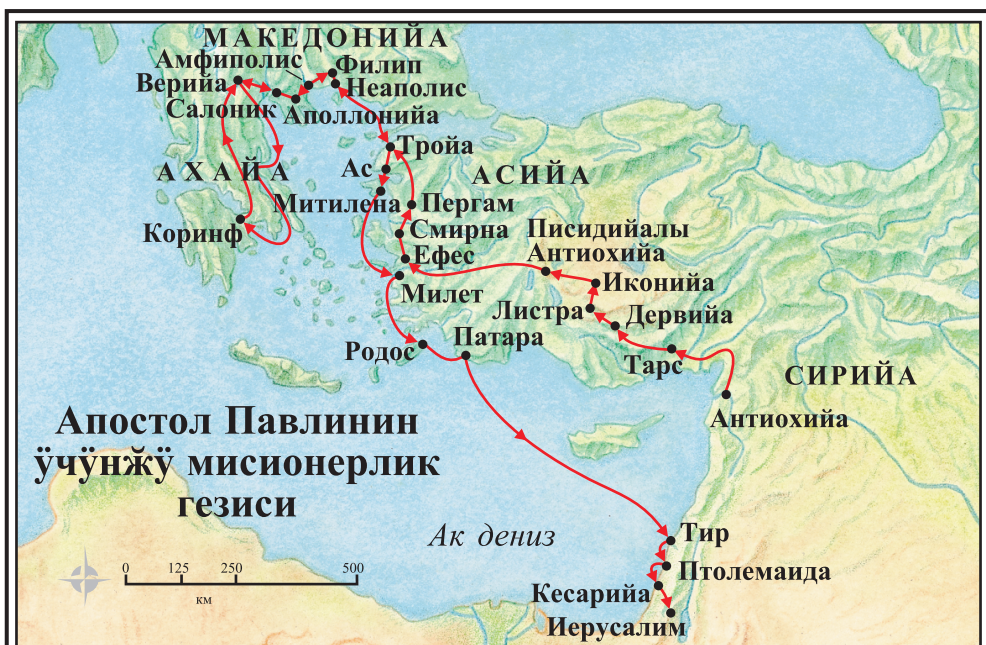 МАКЕДОНИЙА
Амфиполис
Филип
Верийа
Неаполис
Салоник
Аполлонийа
Тройа
Ас
АХАЙА
АСИЙА
Митилена
Пергам
Коринф
Смирна
Писидийалы
Антиохийа
Ефес
Милет
Иконийа
Листра
Дервийа
Родос
Патара
Тарс
СИРИЙА
Антиохийа
Апостол Павлинин
ӱчӱнжӱ мисионерлик
гезиси
Ак дениз
Тир
Птолемаида
Кесарийа
Иерусалим
0 125 250 500
км